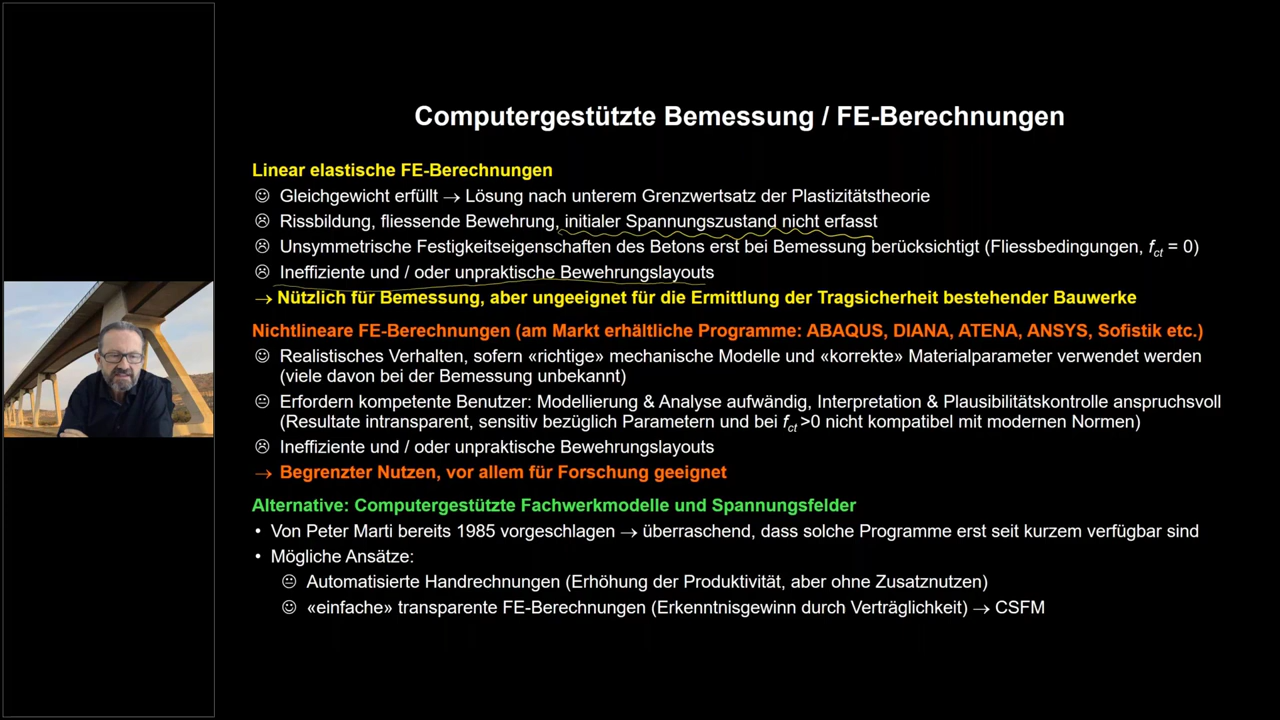 Computergestützte Bemessung / FE-Berechnungen
Linear elastische FE-Berechnungen
☺ Gleichgewicht erfüllt → Lösung nach unterem Grenzwertsatz der Plastizitätstheorie
☹ Rissbildung, fliessende Bewehrung, initialer Spannungszustand nicht erfasst
☹ Unsymmetrische Festigkeitseigenschaften des Betons erst bei Bemessung berücksichtigt (Fliessbedingungen, fct = 0)
☹ Ineffiziente und / oder unpraktische Bewehrungslayouts
→ Nützlich für Bemessung, aber ungeeignet für die Ermittlung der Tragsicherheit bestehender Bauwerke
Nichtlineare FE-Berechnungen (am Markt erhältliche Programme: ABAQUS, DIANA, ATENA, ANSYS, Sofistik etc.)
☺ Realistisches Verhalten, sofern «richtige» mechanische Modelle und «korrekte» Materialparameter verwendet werden
(viele davon bei der Bemessung unbekannt)
😐 Erfordern kompetente Benutzer: Modellierung & Analyse aufwändig, Interpretation & Plausibilitätskontrolle anspruchsvoll
(Resultate intransparent, sensitiv bezüglich Parametern und bei fct >0 nicht kompatibel mit modernen Normen)
☹ Ineffiziente und / oder unpraktische Bewehrungslayouts
→ Begrenzter Nutzen, vor allem für Forschung geeignet
Alternative: Computergestützte Fachwerkmodelle und Spannungsfelder
• Von Peter Marti bereits 1985 vorgeschlagen → überraschend, dass solche Programme erst seit kurzem verfügbar sind
• Mögliche Ansätze:
😐 Automatisierte Handrechnungen (Erhöhung der Produktivität, aber ohne Zusatznutzen)
☺ «einfache» transparente FE-Berechnungen (Erkenntnisgewinn durch Verträglichkeit) → CSFM